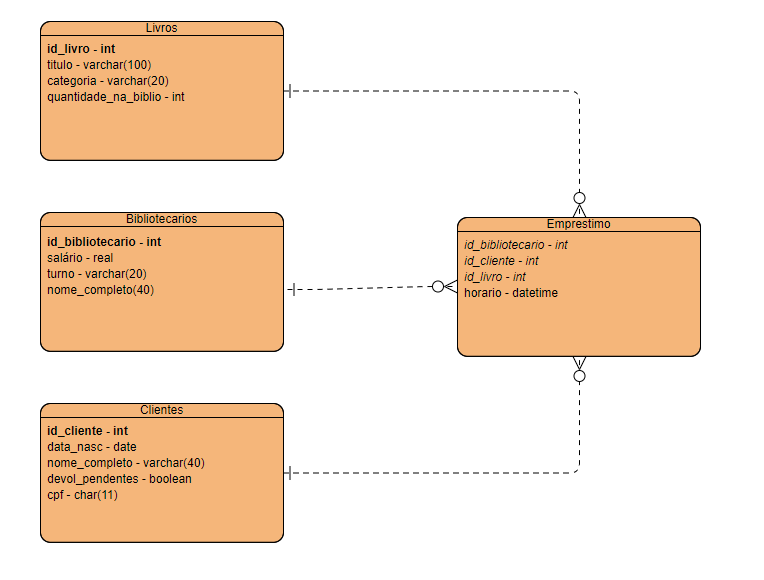 Livros
id_livro - int
titulo - varchar(100)
categoria - varchar(20)
quantidade_na_biblio - int
Bibliotecarios
id_bibliotecario - int
salário - real
turno - varchar(20)
nome_completo(40)
Emprestimo
id_bibliotecario - int
id_cliente - int
id_livro - int
horario - datetime
Clientes
id_cliente - int
data_nasc - date
nome_completo - varchar(40)
devol_pendentes - boolean
cpf - char(11)